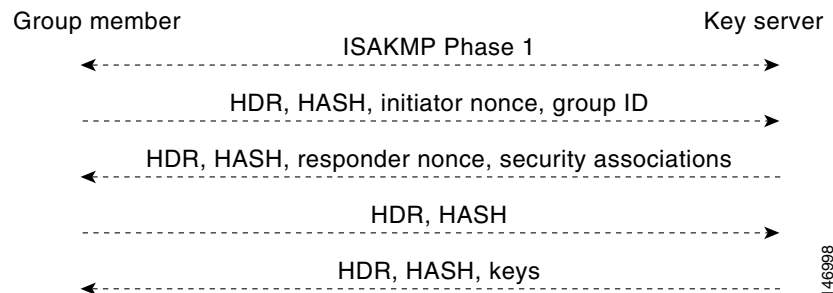 Group member
Key server
ISAKMP Phase 1
HDR, HASH, initiator nonce, group ID
HDR, HASH, responder nonce, security associations
HDR, HASH
HDR, HASH, keys
146998